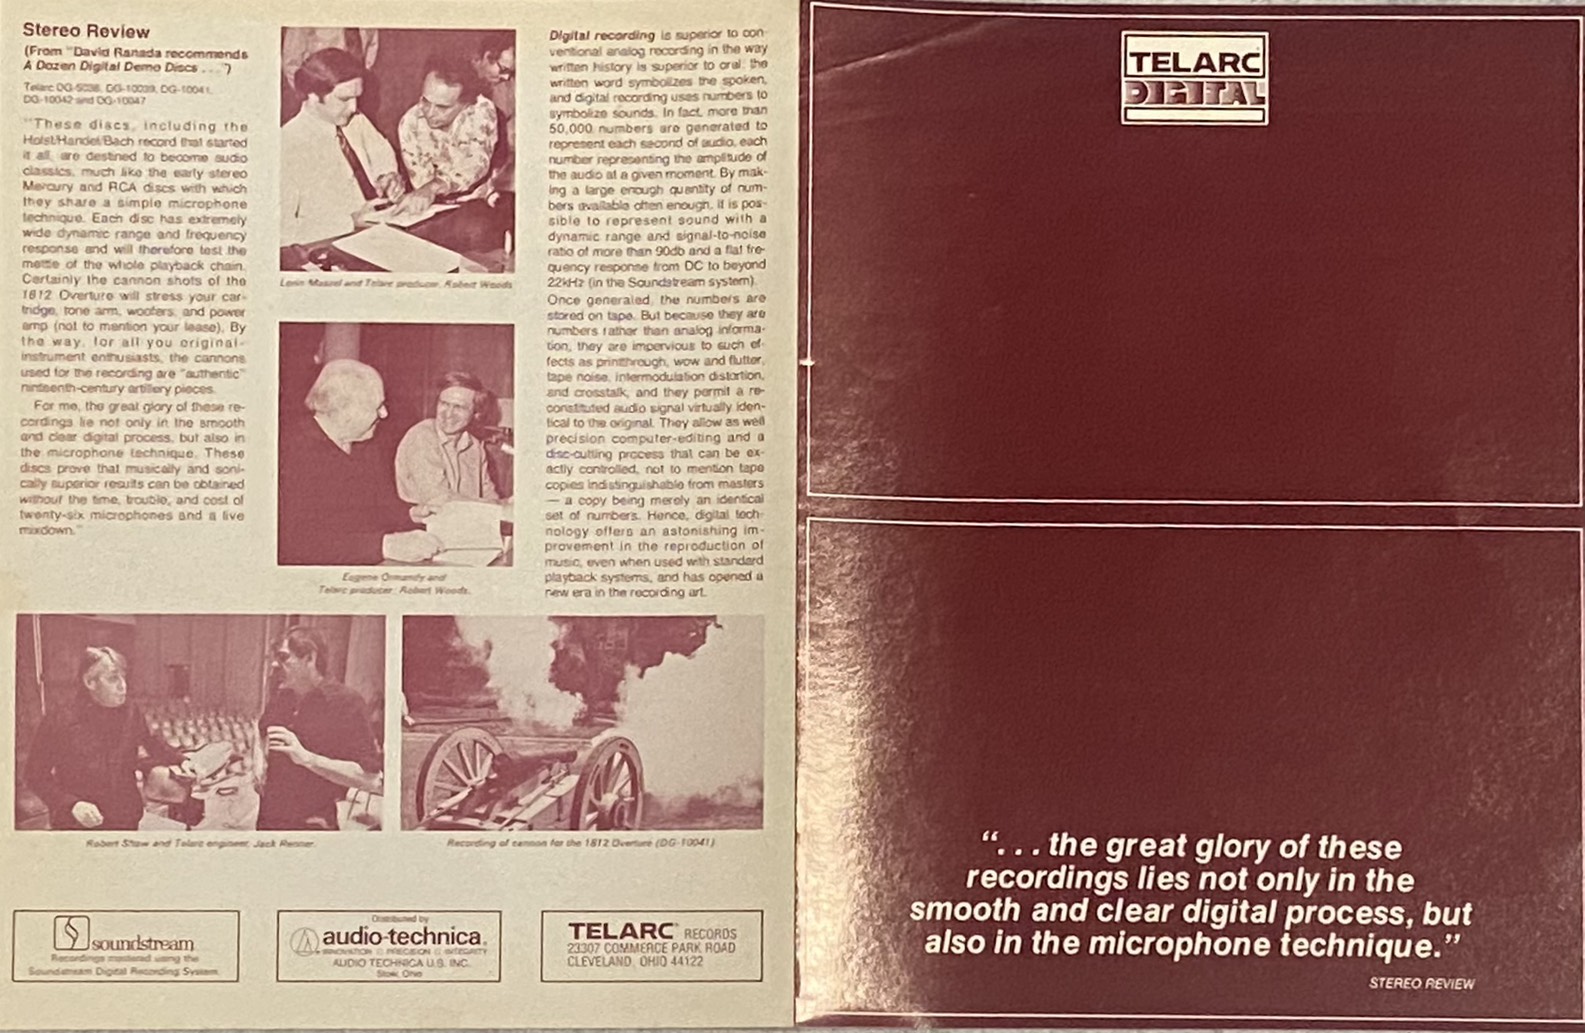 Stereo Review
(From "David Ranada recommends
A Dozen Digital Demo Discs . . .")
Telarc DG-5036, DG-10039, DG-10041,
DG-10042 and DG-10047
"These discs, including the
Holst/Handel/Bach record that started
it all, are destined to become audio
classics, much like the early stereo
Mercury and RCA discs with which
they share a simple microphone
technique. Each disc has extremely
wide dynamic range and frequency
response and will therefore test the
mettle of the whole playback chain.
Certainly the cannon shots of the
1812 Overture will stress your car-
tridge, tone arm, woofers, and power
amp (not to mention your lease). By
the way, for all you original-
instrument enthusiasts, the cannons
used for the recording are "authentic"
nineteenth-century artillery pieces.
For me, the great glory of these re-
cordings lie not only in the smooth
and clear digital process, but also in
the microphone technique. These
discs prove that musically and soni-
cally superior results can be obtained
without the time, trouble, and cost of
twenty-six microphones and a live
mixdown."
Lorin Maazel and Telarc producer, Robert Woods
Eugene Ormandy and
Telarc producer, Robert Woods.
Digital recording is superior to con-
ventional analog recording in the way
written history is superior to oral: the
written word symbolizes the spoken,
and digital recording uses numbers to
symbolize sounds. In fact, more than
50,000 numbers are generated to
represent each second of audio, each
number representing the amplitude of
the audio at a given moment. By mak-
ing a large enough quantity of num-
bers available often enough, it is pos-
sible to represent sound with a
dynamic range and signal-to-noise
ratio of more than 90db and a flat fre-
quency response from DC to beyond
22kHz (in the Soundstream system).
Once generated, the numbers are
stored on tape. But because they are
numbers rather than analog informa-
tion, they are impervious to such ef-
fects as printthrough, wow and flutter,
tape noise, intermodulation distortion,
and crosstalk, and they permit a re-
constituted audio signal virtually iden-
tical to the original. They allow as well
precision computer-editing and a
disc-cutting process that can be ex-
actly controlled, not to mention tape
copies indistinguishable from masters
— a copy being merely an identical
set of numbers. Hence, digital tech-
nology offers an astonishing im-
provement in the reproduction of
music, even when used with standard
playback systems, and has opened a
new era in the recording art.
Robert Shaw and Telarc engineer, Jack Renner.
Recording of cannon for the 1812 Overture (DG-10041)
soundstream
Recordings mastered using the
Soundstream Digital Recording System.
Distributed by
audio-technica®
INNOVATION □ PRECISION □ INTEGRITY
AUDIO TECHNICA U.S. INC.
Stow, Ohio
TELARC® RECORDS
23307 COMMERCE PARK ROAD
CLEVELAND, OHIO 44122
TELARC®
DIGITAL
". . . the great glory of these
recordings lies not only in the
smooth and clear digital process, but
also in the microphone technique."
STEREO REVIEW